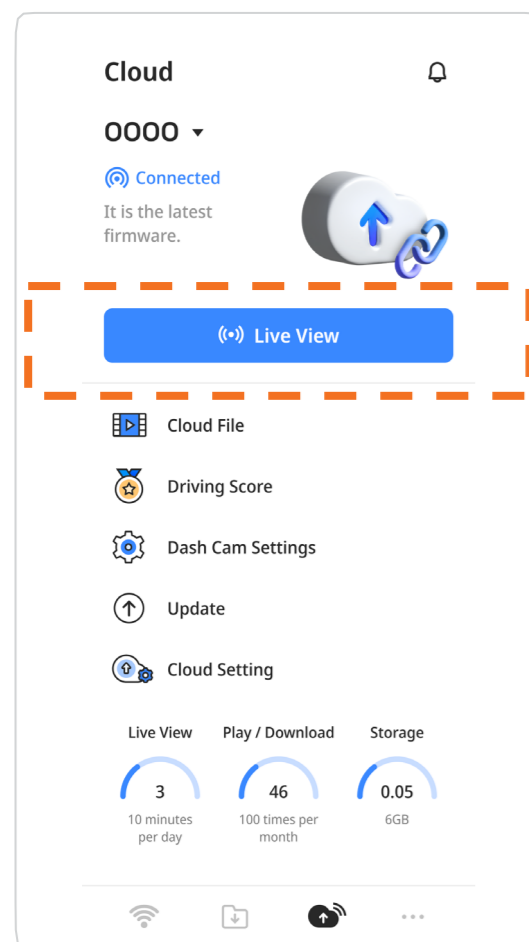 Cloud
OOOO
Connected
It is the latest
firmware.
Live View
Cloud File
Driving Score
Dash Cam Settings
Update
Cloud Setting
Live View Play / Download Storage
3 46 0.05
10 minutes 100 times per 6GB
per day month